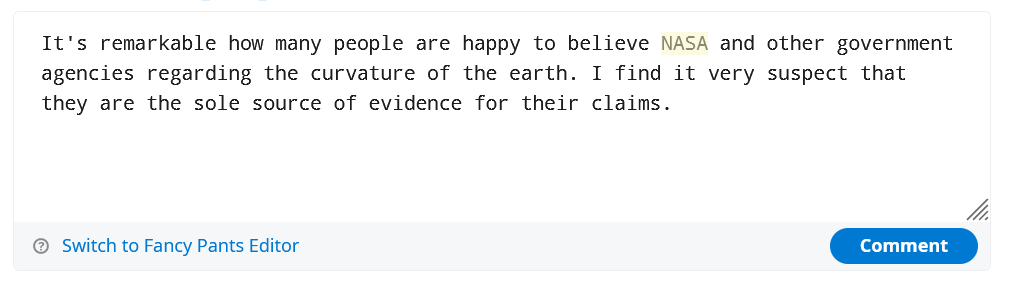 It's remarkable how many people are happy to believe NASA and other government
agencies regarding the curvature of the earth. I find it very suspect that
they are the sole source of evidence for their claims.
Switch to Fancy Pants Editor
Comment